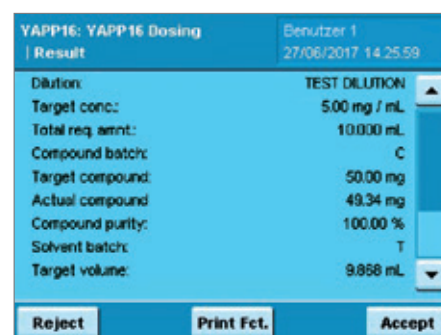 YAPP16: YAPP16 Dosing
| Result
Benutzer 1
27/06/2017 14:25:59
Dilution: TEST DILUTION
Target conc.: 5.00 mg / mL
Total req. amnt.: 10.000 mL
Compound batch: C
Target compound: 50.00 mg
Actual compound 49.34 mg
Compound purity: 100.00 %
Solvent batch: T
Target volume: 9.868 mL
Reject Print Fct. Accept